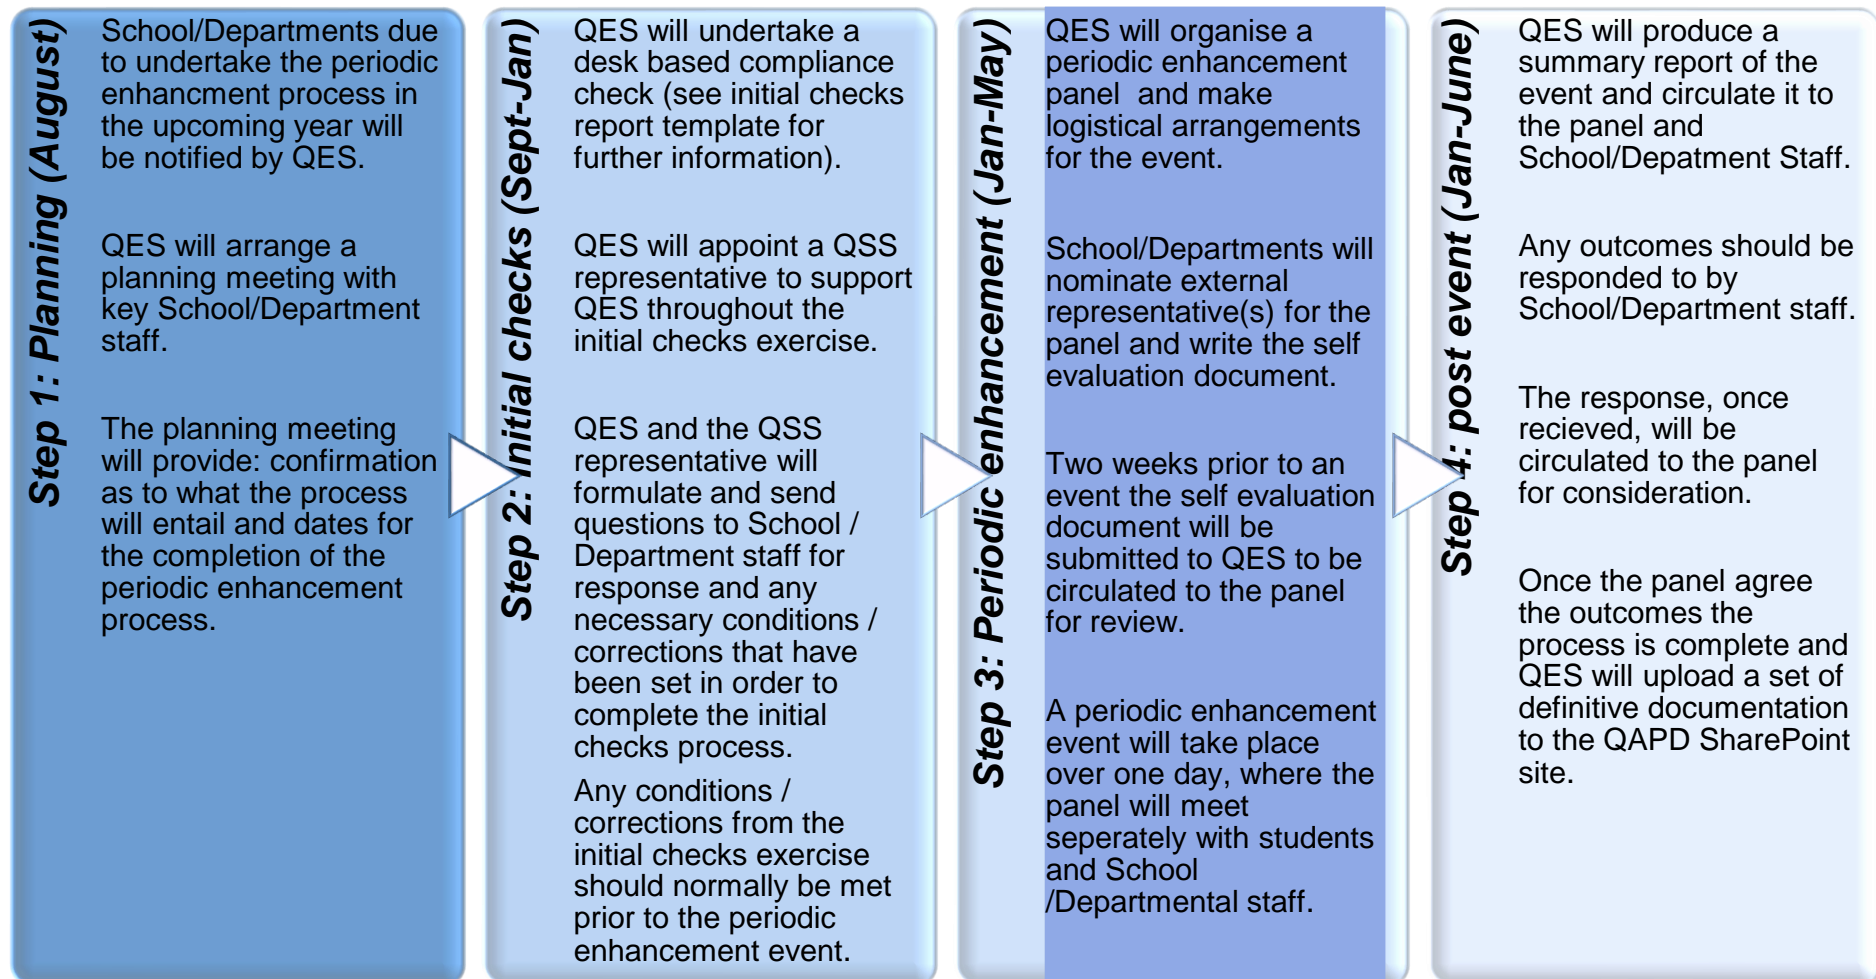 Step 1: Planning (August)
School/Departments due
to undertake the periodic
enhancment process in
the upcoming year will
be notified by QES.
QES will arrange a
planning meeting with
key School/Department
staff.
The planning meeting
will provide: confirmation
as to what the process
will entail and dates for
the completion of the
periodic enhancement
process.
Step 2: Initial checks (Sept-Jan)
QES will undertake a
desk based compliance
check (see initial checks
report template for
further information).
QES will appoint a QSS
representative to support
QES throughout the
initial checks exercise.
QES and the QSS
representative will
formulate and send
questions to School /
Department staff for
response and any
necessary conditions /
corrections that have
been set in order to
complete the initial
checks process.
Any conditions /
corrections from the
initial checks exercise
should normally be met
prior to the periodic
enhancement event.
Step 3: Periodic enhancement (Jan-May)
QES will organise a
periodic enhancement
panel and make
logistical arrangements
for the event.
School/Departments will
nominate external
representative(s) for the
panel and write the self
evaluation document.
Two weeks prior to an
event the self evaluation
document will be
submitted to QES to be
circulated to the panel
for review.
A periodic enhancement
event will take place
over one day, where the
panel will meet
seperately with students
and School
/Departmental staff.
Step 4: post event (Jan-June)
QES will produce a
summary report of the
event and circulate it to
the panel and
School/Depatment Staff.
Any outcomes should be
responded to by
School/Department staff.
The response, once
recieved, will be
circulated to the panel
for consideration.
Once the panel agree
the outcomes the
process is complete and
QES will upload a set of
definitive documentation
to the QAPD SharePoint
site.